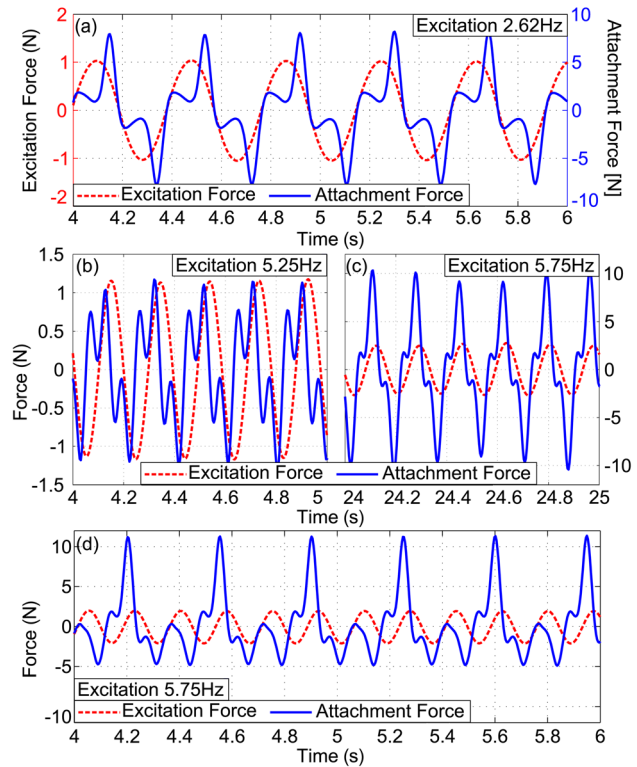 (a)
Excitation 2.62Hz
Excitation Force (N)
2
1
0
-1
-2
10
5
0
-5
-10
Attachment Force [N]
Excitation Force
Attachment Force
4 4.2 4.4 4.6 4.8 5 5.2 5.4 5.6 5.8 6
Time (s)
(b)
Excitation 5.25Hz
Force (N)
1.5
1
0.5
0
-0.5
-1
-1.5
4 4.2 4.4 4.6 4.8 5
Time (s)
(c)
Excitation 5.75Hz
10
5
0
-5
-10
24 24.2 24.4 24.6 24.8 25
Time (s)
Excitation Force
Attachment Force
(d)
Force (N)
10
5
0
-5
-10
Excitation 5.75Hz
Excitation Force
Attachment Force
4 4.2 4.4 4.6 4.8 5 5.2 5.4 5.6 5.8 6
Time (s)